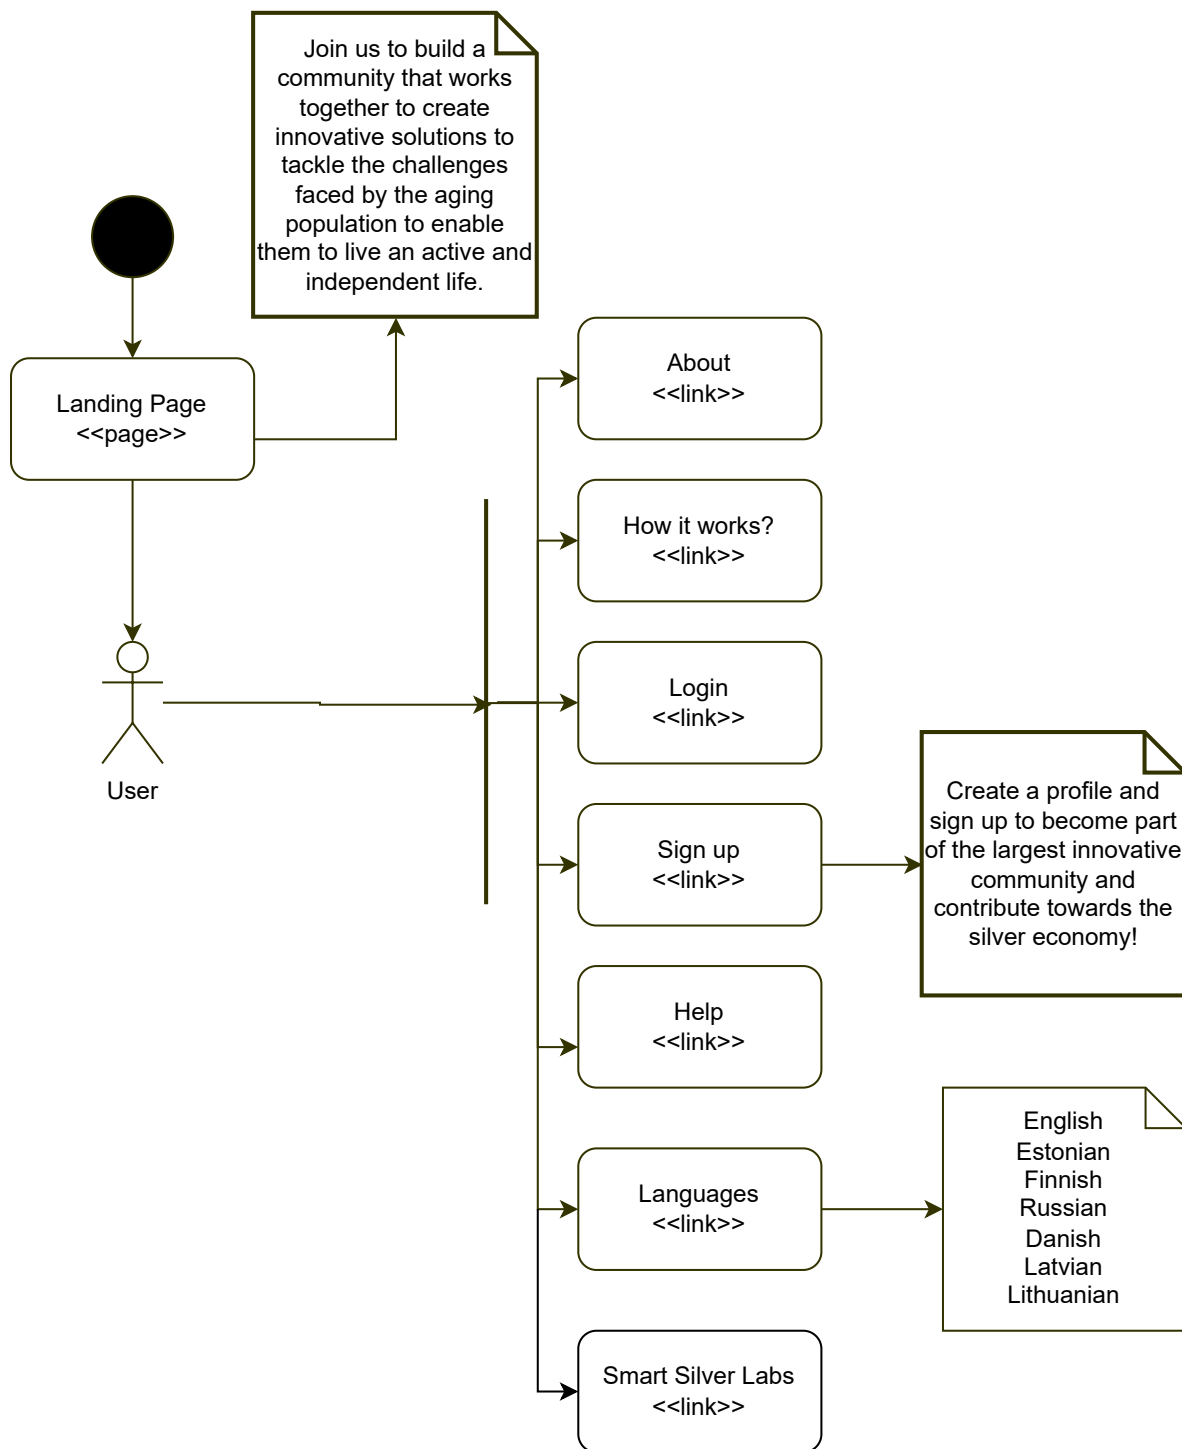 Join us to build a
community that works
together to create
innovative solutions to
tackle the challenges
faced by the aging
population to enable
them to live an active and
independent life.
Landing Page
<<page>>
User
About
<<link>>
How it works?
<<link>>
Login
<<link>>
Sign up
<<link>>
Create a profile and
sign up to become part
of the largest innovative
community and
contribute towards the
silver economy!
Help
<<link>>
Languages
<<link>>
English
Estonian
Finnish
Russian
Danish
Latvian
Lithuanian
Smart Silver Labs
<<link>>